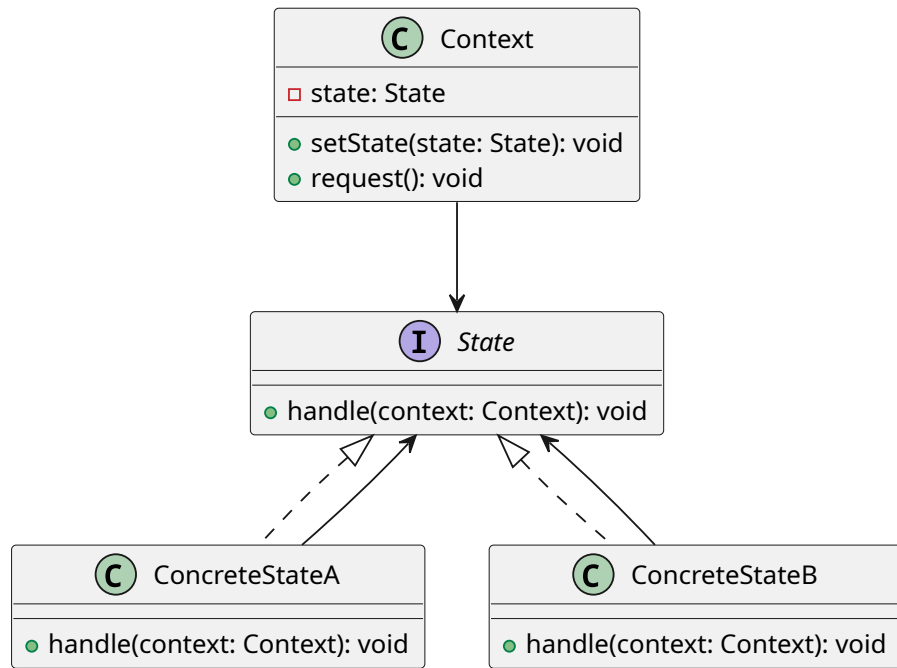 C Context
state: State
setState(state: State): void
request(): void
I State
handle(context: Context): void
C ConcreteStateA
handle(context: Context): void
C ConcreteStateB
handle(context: Context): void